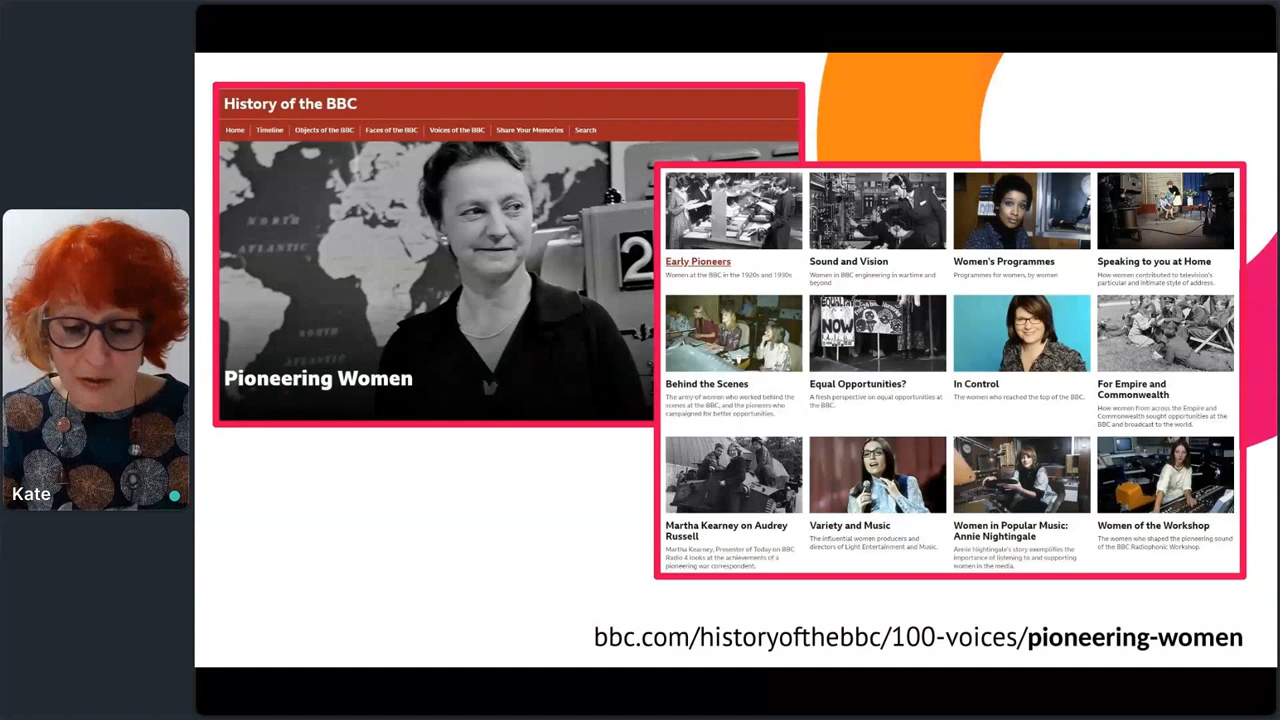 History of the BBC
Home
Timeline
Objects of the BBC
Faces of the BBC
Voices of the BBC
Share Your Memories
Search
NORTH
ATLANTIC
SOUTH
ATLANTIC
2
Pioneering Women
Early Pioneers
Women at the BBC in the 1920s and 1930s
Sound and Vision
Women in BBC engineering in wartime and
beyond
Women's Programmes
Programmes for women, by women
Speaking to you at Home
How women contributed to television's
particular and intimate style of address.
Behind the Scenes
The army of women who worked behind the
scenes at the BBC, and the pioneers who
campaigned for better opportunities.
EQUAL
NOW
Equal Opportunities?
A fresh perspective on equal opportunities at
the BBC.
In Control
The women who reached the top of the BBC.
For Empire and
Commonwealth
How women from across the Empire and
Commonwealth sought opportunities at the
BBC and broadcast to the world.
Martha Kearney on Audrey
Russell
Martha Kearney, Presenter of Today on BBC
Radio 4 looks at the achievements of a
pioneering war correspondent.
Variety and Music
The influential women producers and
directors of Light Entertainment and Music.
Women in Popular Music:
Annie Nightingale
Annie Nightingale's story exemplifies the
importance of listening to and supporting
women in the media.
Women of the Workshop
The women who shaped the pioneering sound
of the BBC Radiophonic Workshop.
Kate
bbc.com/historyofthebbc/100-voices/pioneering-women